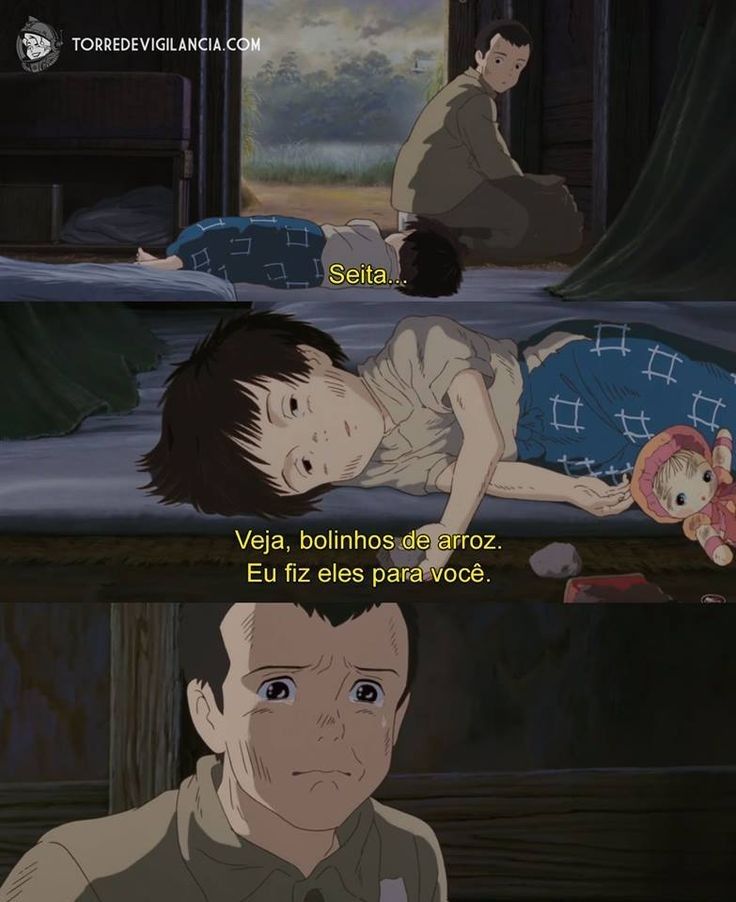 TORREDEVIGILANCIA.COM
Seita...
Veja, bolinhos de arroz.
Eu fiz eles para você.